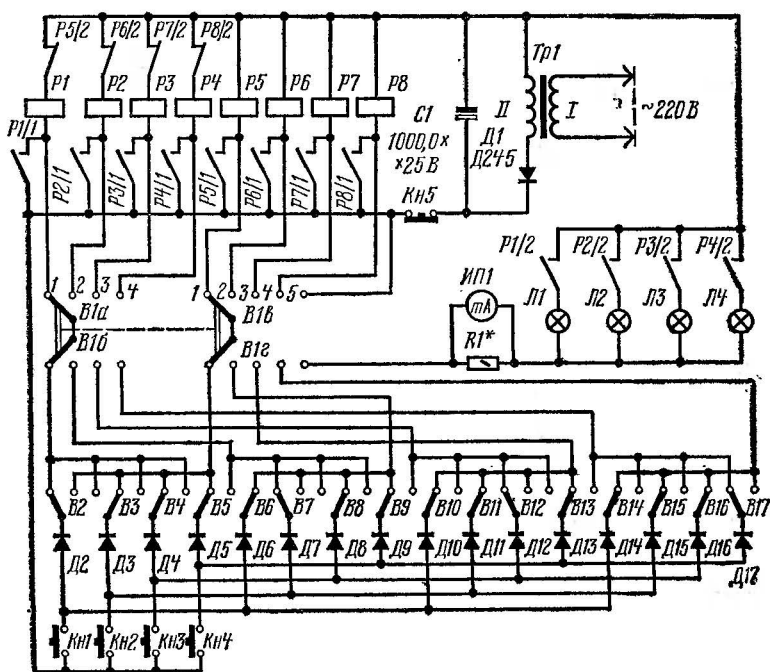 Р5/2 Р6/2 Р7/2 Р8/2
Тр1
Р1 Р2 Р3 Р4 Р5 Р6 Р7 Р8
С1
1000,0×
×25 В
II I
~220 В
Д1
Д245
Р1/1
Р2/1 Р3/1 Р4/1 Р5/1 Р6/1 Р7/1 Р8/1
Кн5
Р1/2 Р2/2 Р3/2 Р4/2
ИП1
mA
Л1 Л2 Л3 Л4
R1*
1 2 3 4
1 2 3 4 5
В1а
В1б
В1в
В1г
В2 В3 В4 В5 В6 В7 В8 В9 В10 В11 В12 В13 В14 В15 В16 В17
Д2 Д3 Д4 Д5 Д6 Д7 Д8 Д9 Д10 Д11 Д12 Д13 Д14 Д15 Д16 Д17
Кн1 Кн2 Кн3 Кн4